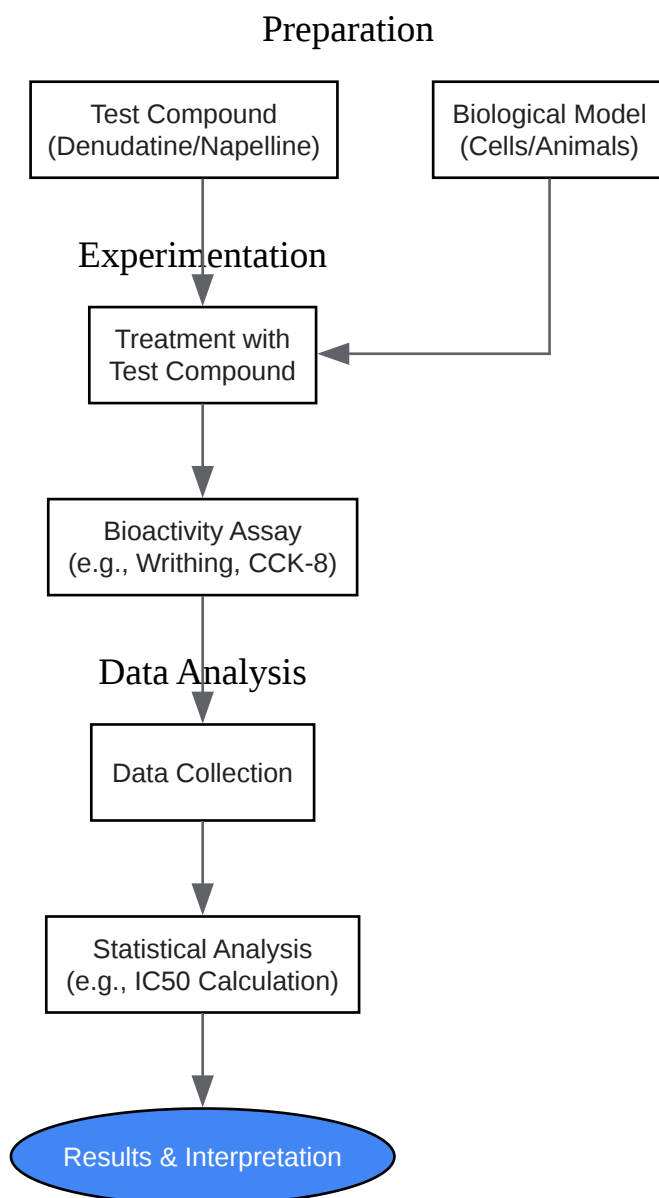 Preparation
Test Compound
(Denudatine/Napelline)
Biological Model
(Cells/Animals)
Experimentation
Treatment with
Test Compound
Bioactivity Assay
(e.g., Writhing, CCK-8)
Data Analysis
Data Collection
Statistical Analysis
(e.g., IC50 Calculation)
Results & Interpretation